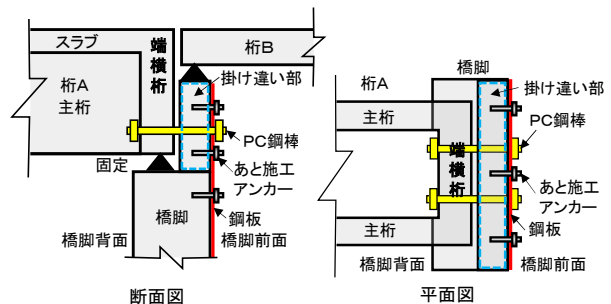 スラブ
端横桁
桁B
桁A
主桁
掛け違い部
PC鋼棒
固定
あと施工
アンカー
橋脚
鋼板
橋脚背面
橋脚前面
断面図
橋脚
桁A
掛け違い部
主桁
PC鋼棒
端横桁
あと施工
アンカー
主桁
鋼板
橋脚背面
橋脚前面
平面図